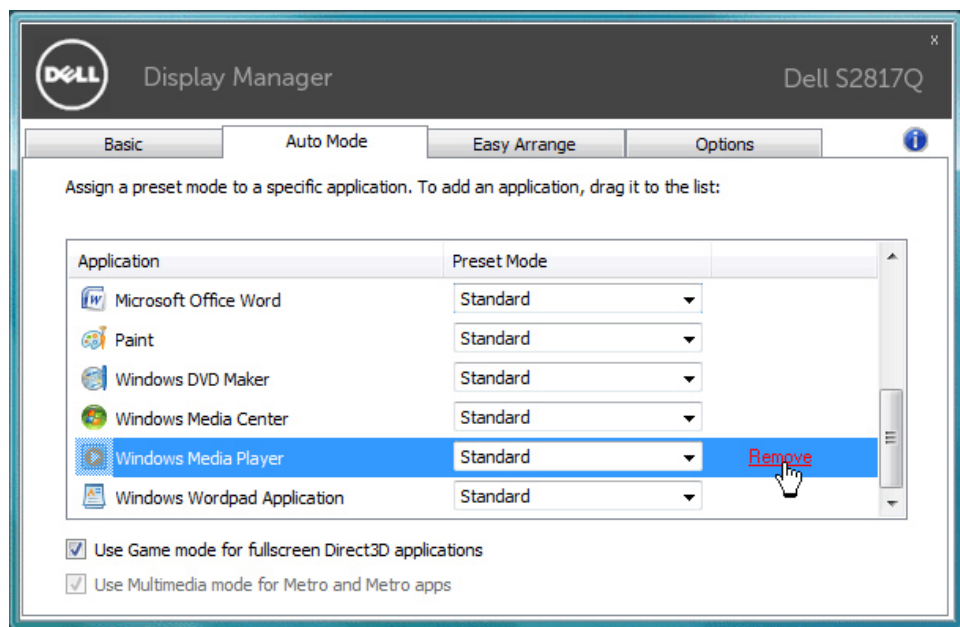 x
DELL
Display Manager
Dell S2817Q
Basic Auto Mode Easy Arrange Options i
Assign a preset mode to a specific application. To add an application, drag it to the list:
Application Preset Mode
Microsoft Office Word Standard
Paint Standard
Windows DVD Maker Standard
Windows Media Center Standard
Windows Media Player Standard Remove
Windows Wordpad Application Standard
Use Game mode for fullscreen Direct3D applications
Use Multimedia mode for Metro and Metro apps